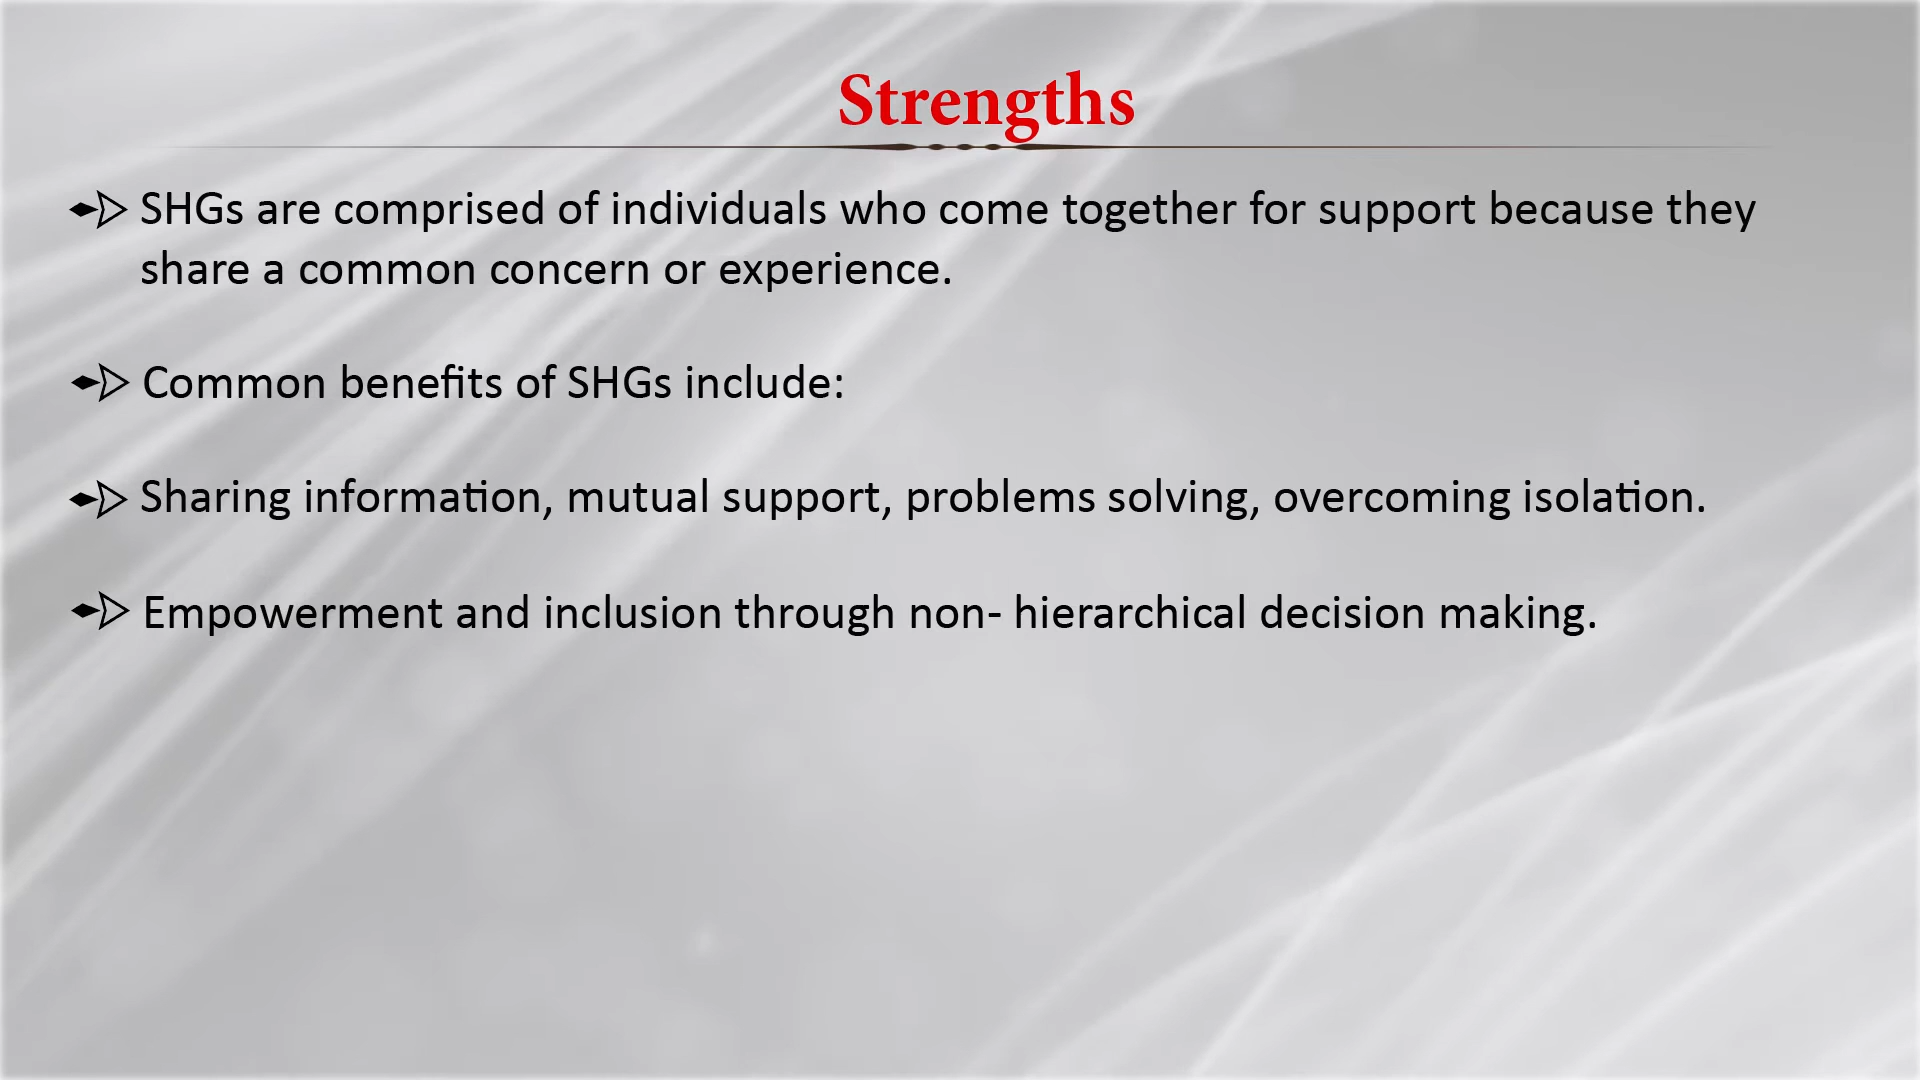 Strengths
SHGs are comprised of individuals who come together for support because they
share a common concern or experience.
Common benefits of SHGs include:
Sharing information, mutual support, problems solving, overcoming isolation.
Empowerment and inclusion through non- hierarchical decision making.